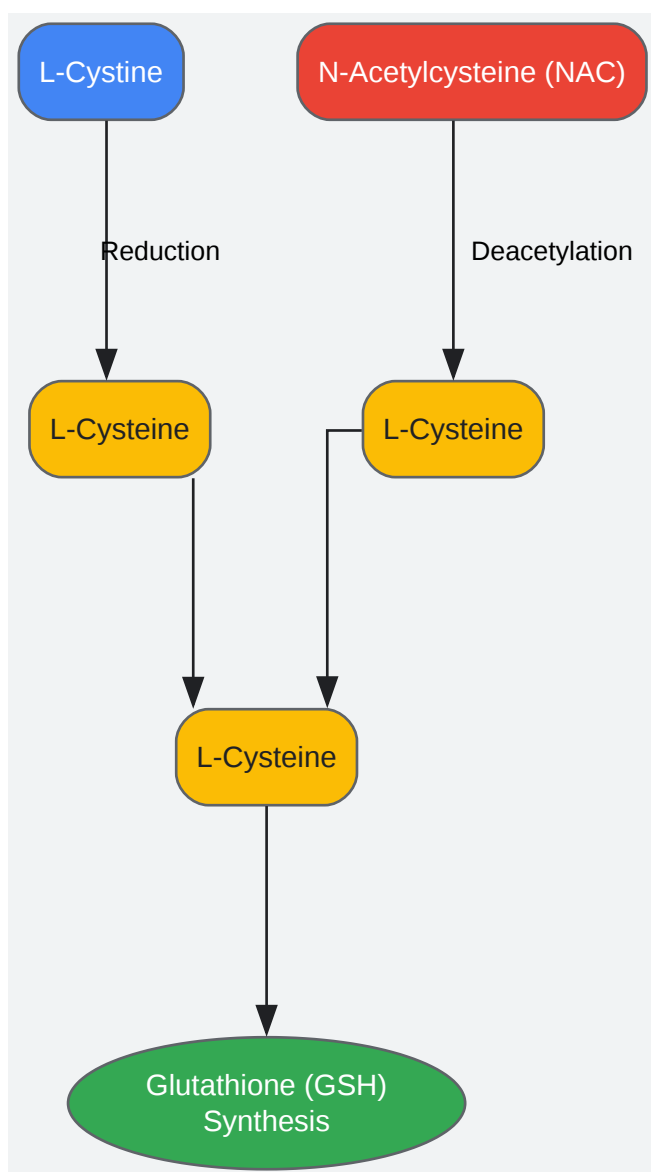 L-Cystine
N-Acetylcysteine (NAC)
Reduction
Deacetylation
L-Cysteine
L-Cysteine
L-Cysteine
Glutathione (GSH)
Synthesis